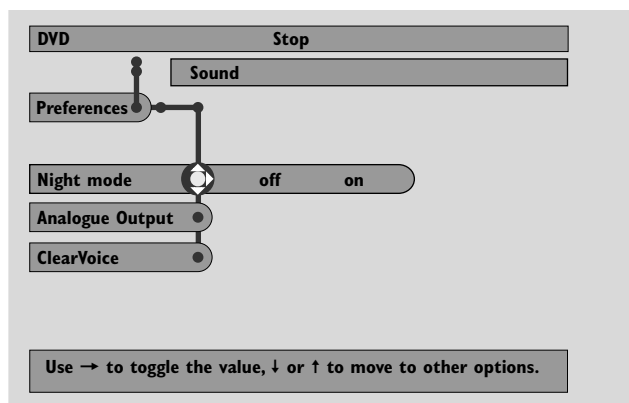 DVD Stop
Sound
Preferences
Night mode off on
Analogue Output
ClearVoice
Use → to toggle the value, ↓ or ↑ to move to other options.